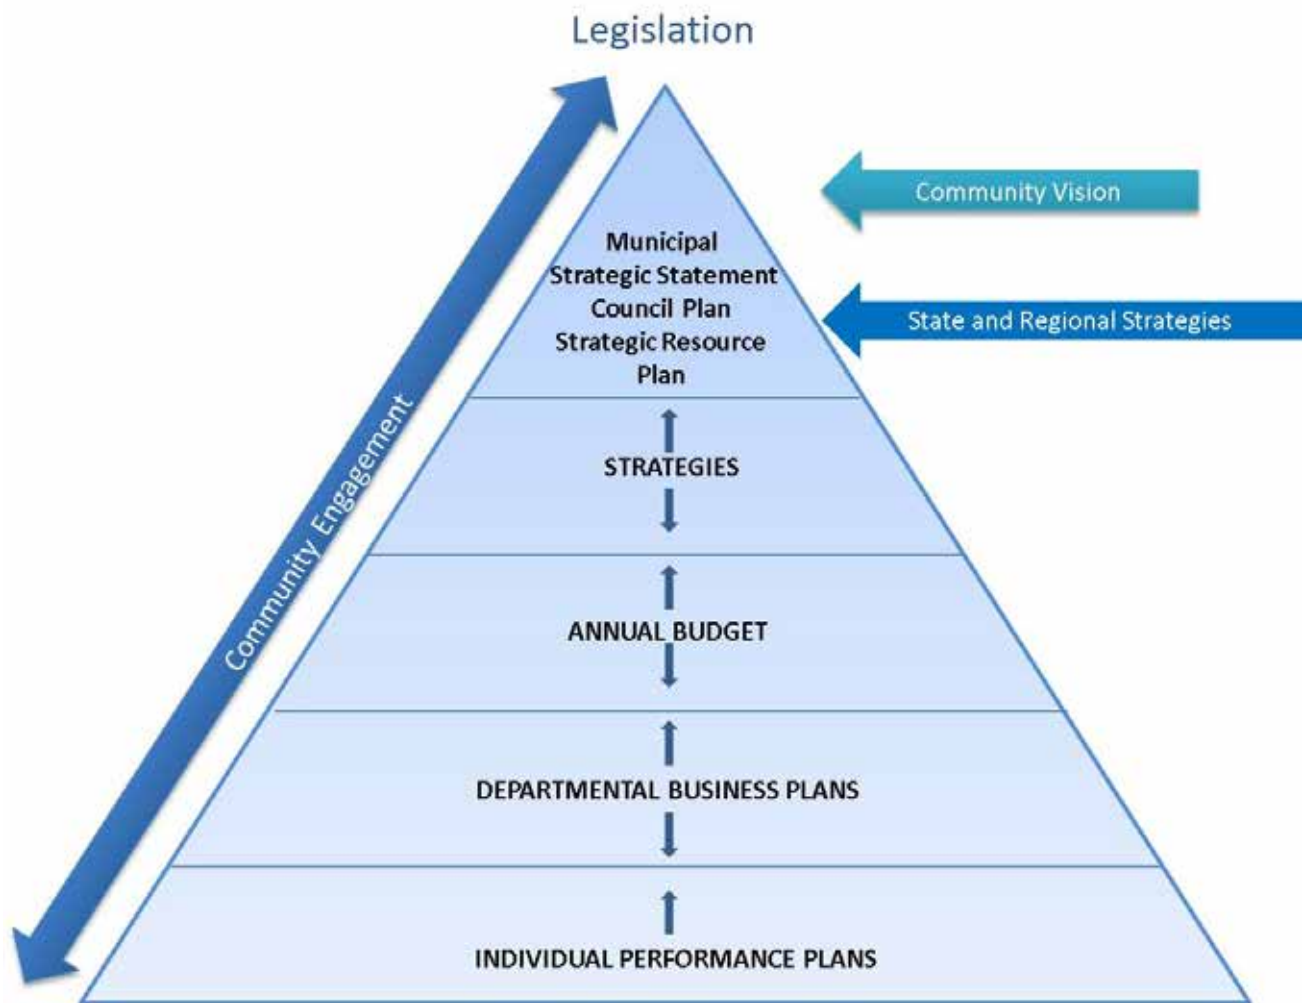 Legislation
Community Vision
Municipal
Strategic Statement
Council Plan
Strategic Resource
Plan
State and Regional Strategies
Community Engagement
STRATEGIES
ANNUAL BUDGET
DEPARTMENTAL BUSINESS PLANS
INDIVIDUAL PERFORMANCE PLANS